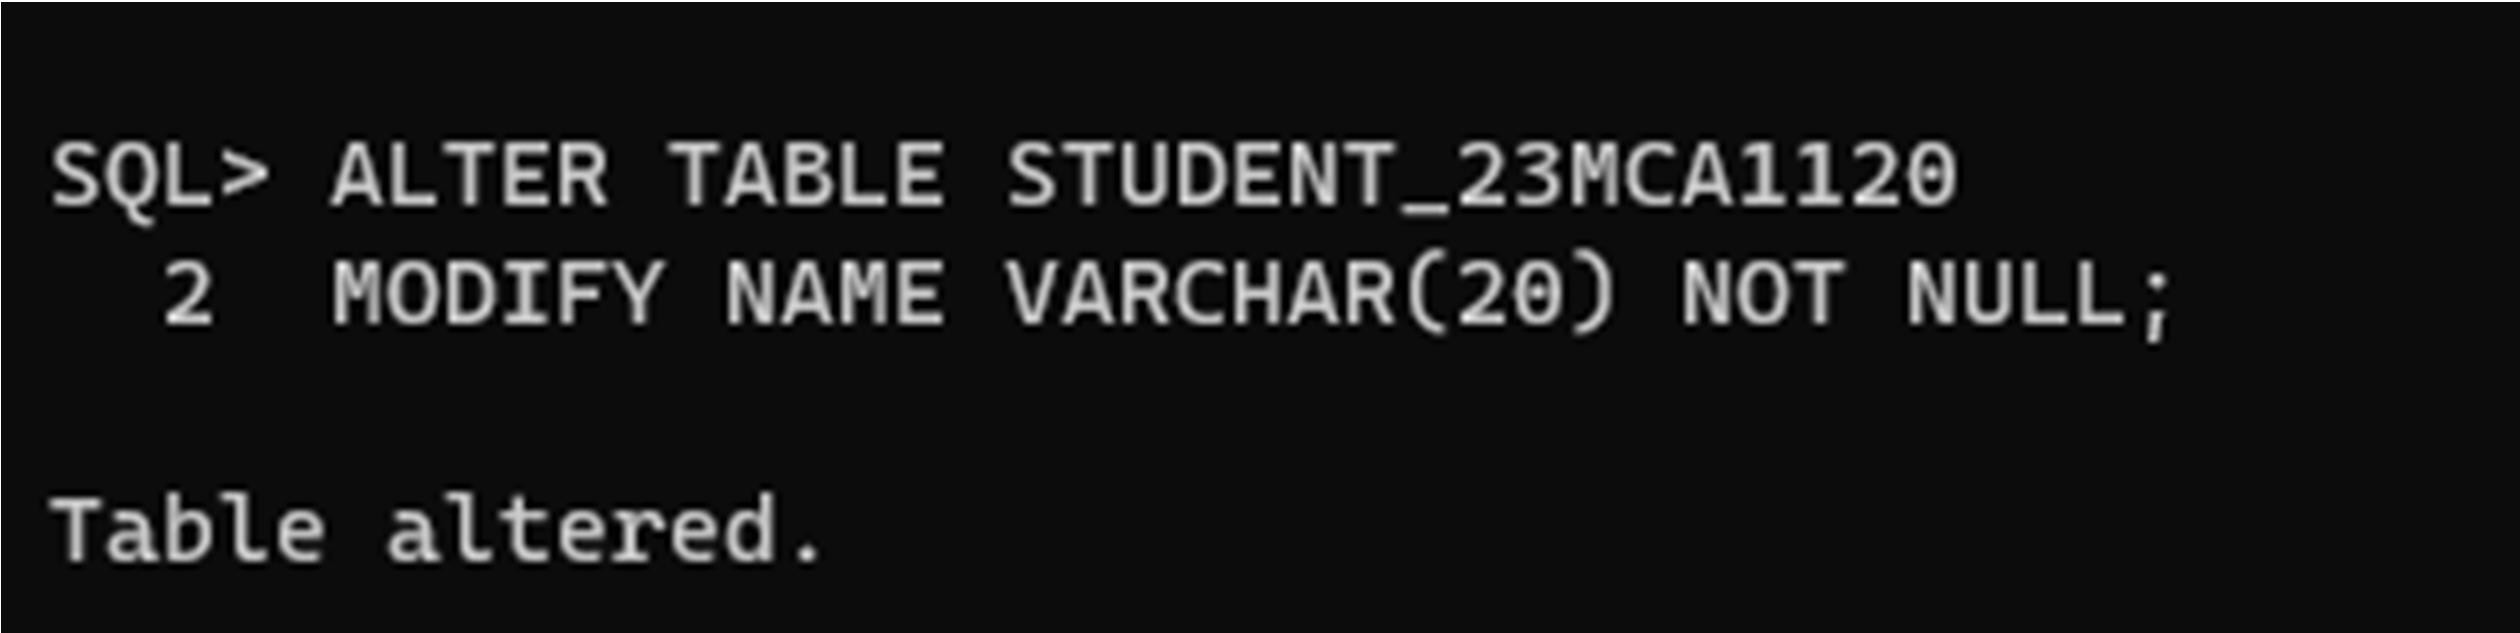 SQL> ALTER TABLE STUDENT_23MCA1120
  2  MODIFY NAME VARCHAR(20) NOT NULL;
Table altered.